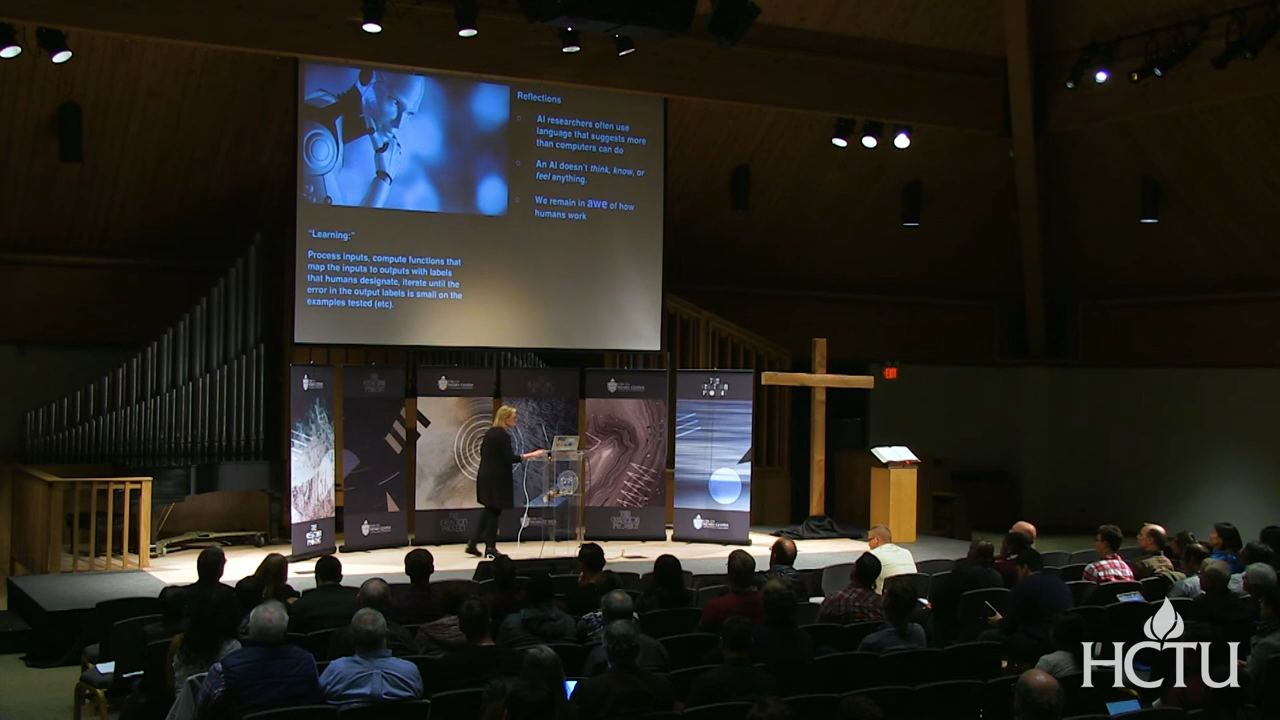 Reflections
AI researchers often use
language that suggests more
than computers can do
An AI doesn't think, know, or
feel anything.
We remain in awe of how
humans work
"Learning:"
Process inputs, compute functions that
map the inputs to outputs with labels
that humans designate, iterate until the
error in the output labels is small on the
examples tested (etc).
EXIT
HCTU